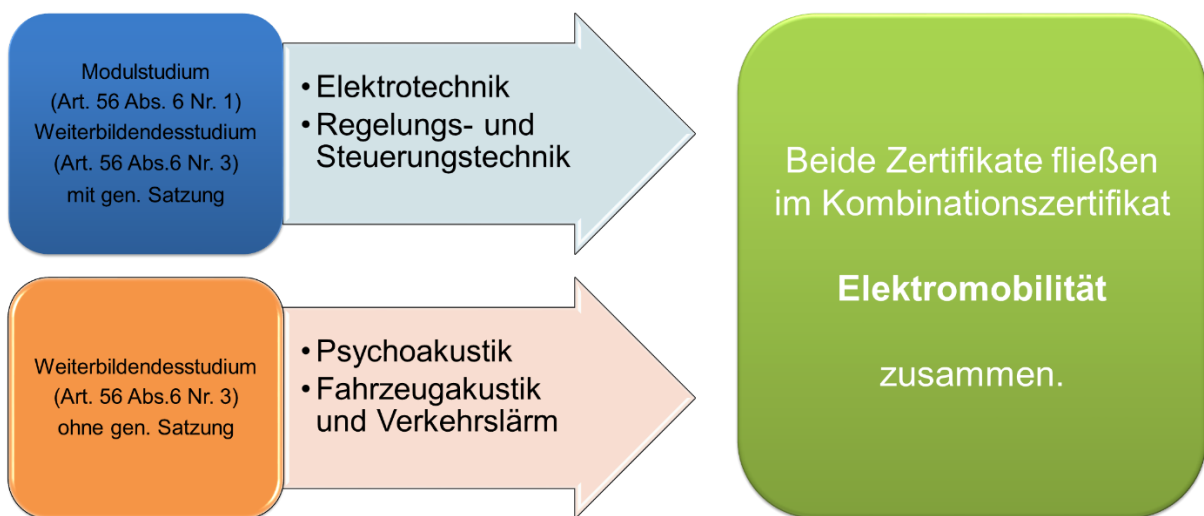 Modulstudium
(Art. 56 Abs. 6 Nr. 1)
Weiterbildendesstudium
(Art. 56 Abs.6 Nr. 3)
mit gen. Satzung
• Elektrotechnik
• Regelungs- und
Steuerungstechnik
Weiterbildendesstudium
(Art. 56 Abs.6 Nr. 3)
ohne gen. Satzung
• Psychoakustik
• Fahrzeugakustik
und Verkehrslärm
Beide Zertifikate fließen
im Kombinationszertifikat
Elektromobilität
zusammen.